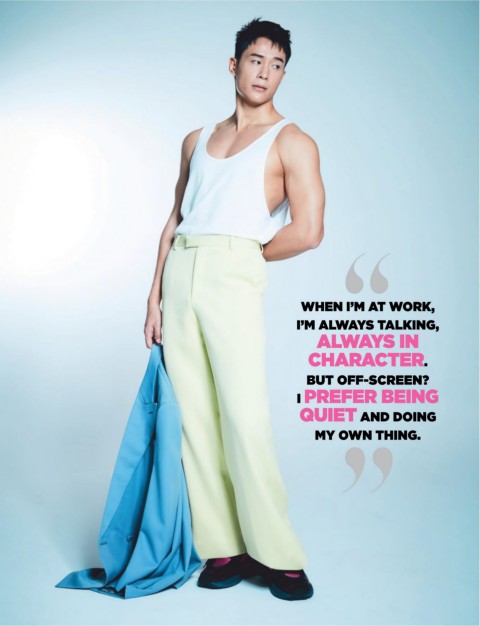 “
WHEN I'M AT WORK,
I'M ALWAYS TALKING,
ALWAYS IN
CHARACTER.
BUT OFF-SCREEN?
I PREFER BEING
QUIET AND DOING
MY OWN THING.
”